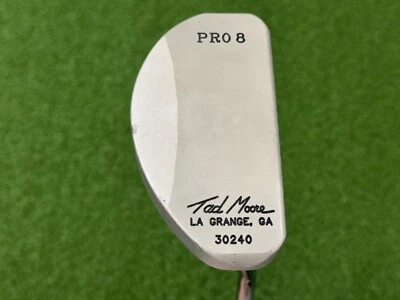 PRO 8
Tad Moore
LA GRANGE, GA
30240